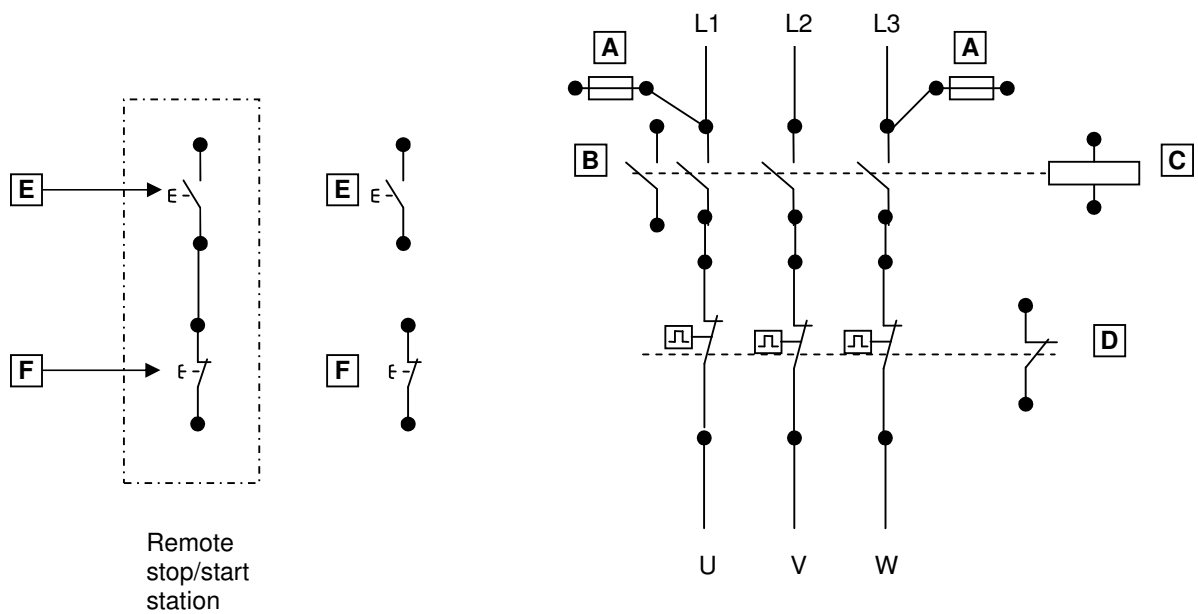 L1 L2 L3
A A
B C
E E
D
F F
Remote
stop/start
station
U V W